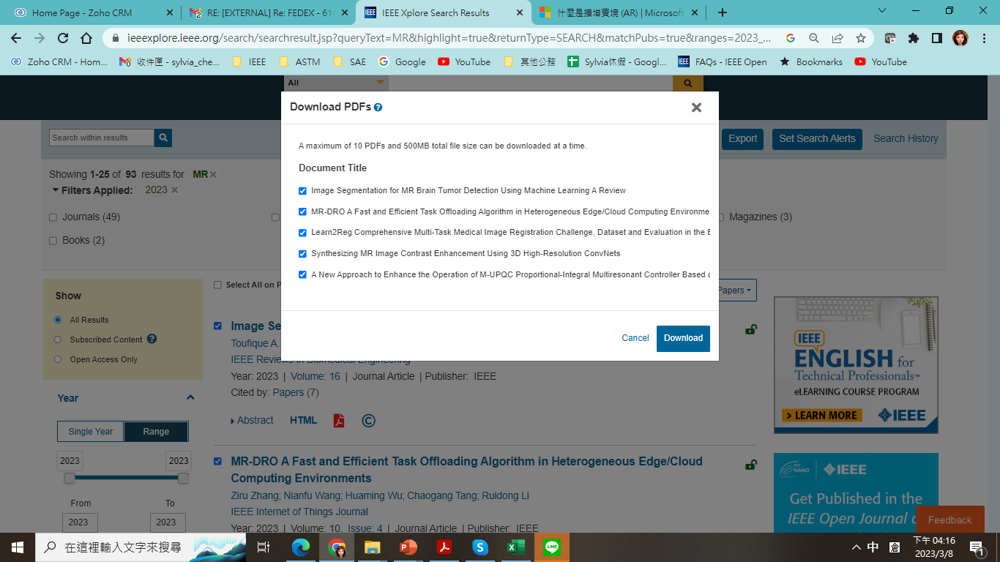 Home Page - Zoho CRM
RE: [EXTERNAL] Re: FEDEX - 614
IEEE Xplore Search Results
什麼是擴增實境 (AR) | Microsoft
ieeexplore.ieee.org/search/searchresult.jsp?queryText=MR&highlight=true&returnType=SEARCH&matchPubs=true&ranges=2023_...
Zoho CRM - Hom...
收件匣 - sylvia_che...
IEEE
ASTM
SAE
Google
YouTube
其他公務
Sylvia休假 - Googl...
FAQs - IEEE Open
Bookmarks
YouTube
All
Download PDFs
A maximum of 10 PDFs and 500MB total file size can be downloaded at a time.
Document Title
Image Segmentation for MR Brain Tumor Detection Using Machine Learning A Review
MR-DRO A Fast and Efficient Task Offloading Algorithm in Heterogeneous Edge/Cloud Computing Environme
Learn2Reg Comprehensive Multi-Task Medical Image Registration Challenge, Dataset and Evaluation in the E
Synthesizing MR Image Contrast Enhancement Using 3D High-Resolution ConvNets
A New Approach to Enhance the Operation of M-UPQC Proportional-Integral Multiresonant Controller Based
Cancel
Download
Search within results
Export
Set Search Alerts
Search History
Showing 1-25 of 93 results for MR
Filters Applied: 2023
Journals (49)
Magazines (3)
Books (2)
Show
All Results
Subscribed Content
Open Access Only
Year
Single Year
Range
2023
2023
From
To
2023
2023
Select All on P
Papers
Image Se
Toufique A.
IEEE Reviews in Biomedical Engineering
Year: 2023 | Volume: 16 | Journal Article | Publisher: IEEE
Cited by: Papers (7)
Abstract
HTML
MR-DRO A Fast and Efficient Task Offloading Algorithm in Heterogeneous Edge/Cloud
Computing Environments
Ziru Zhang; Nianfu Wang; Huaming Wu; Chaogang Tang; Ruidong Li
IEEE Internet of Things Journal
Year: 2023 | Volume: 10, Issue: 4 | Journal Article | Publisher: IEEE
IEEE
ENGLISH for
Technical Professionals™
eLEARNING COURSE PROGRAM
> LEARN MORE
IEEE
NANO
IEEE
Get Published in the
IEEE Open Journal o
Feedback
在這裡輸入文字來搜尋
中
倉
下午 04:16
2023/3/8
1